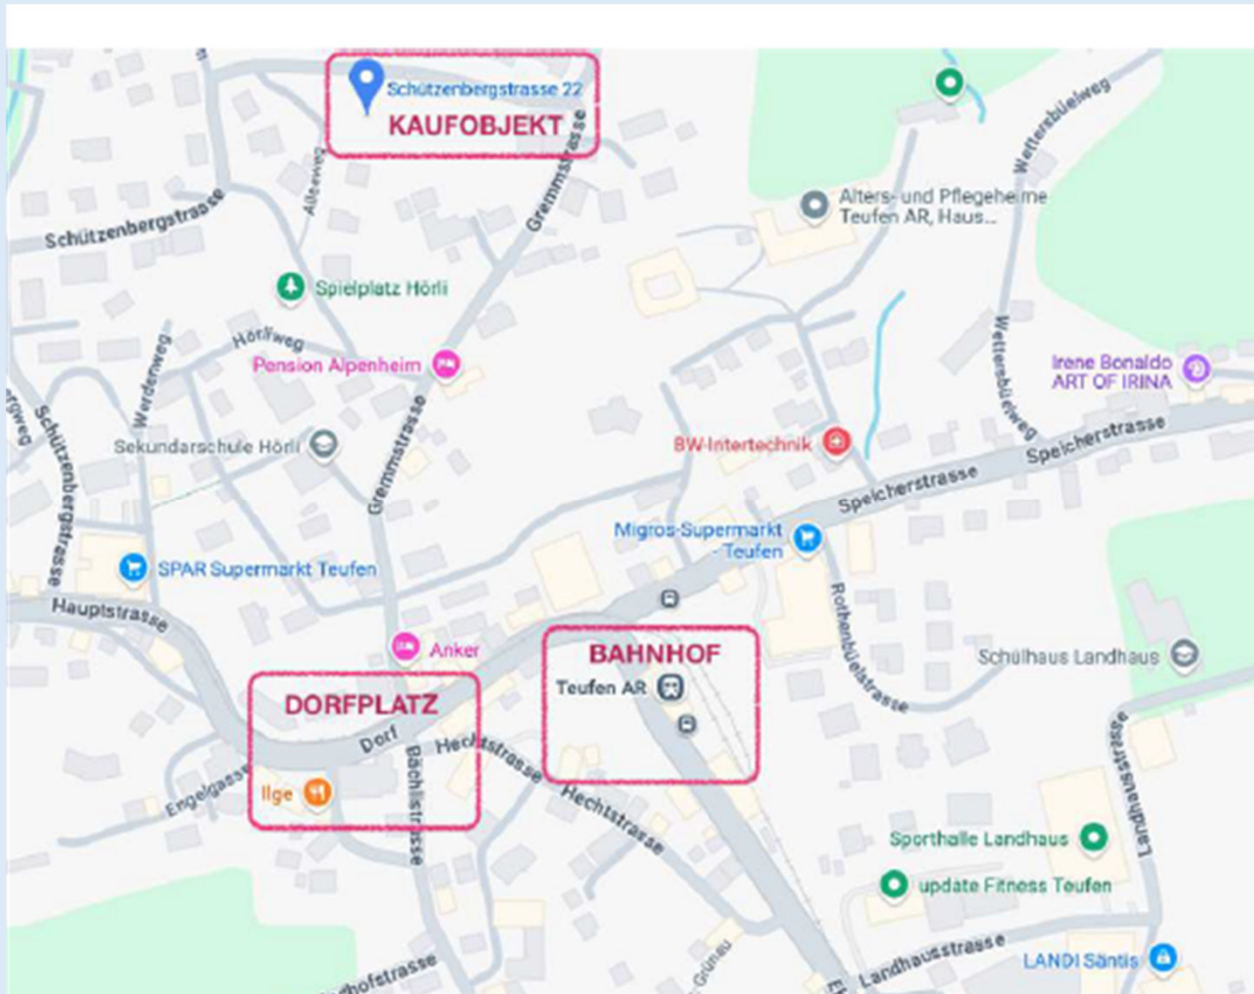 Schützenbergstrasse 22
KAUFOBJEKT
Gremmstrasse
Wettersbüelweg
Alters- und Pflegeheime
Teufen AR, Haus...
Schützenbergstrasse
Spielplatz Hörli
Hörliweg
Pension Alpenheim
Werdenweg
Irene Bonaldo
ART OF IRINA
Wettersbüelweg
Schützenbergstrasse
Sekundarschule Hörli
Gremmstrasse
BW-Intertechnik
Speicherstrasse
Speicherstrasse
Migros-Supermarkt
- Teufen
SPAR Supermarkt Teufen
Hauptstrasse
Rothenbüelstrasse
Anker
BAHNHOF
Teufen AR
Schulhaus Landhaus
DORFPLATZ
Dorf
Hechtstrasse
Bächlistrasse
Engelgasse
Ilge
Hechtstrasse
Landhausstrasse
Sporthalle Landhaus
update Fitness Teufen
Landhausstrasse
LANDI Säntis
Grünau